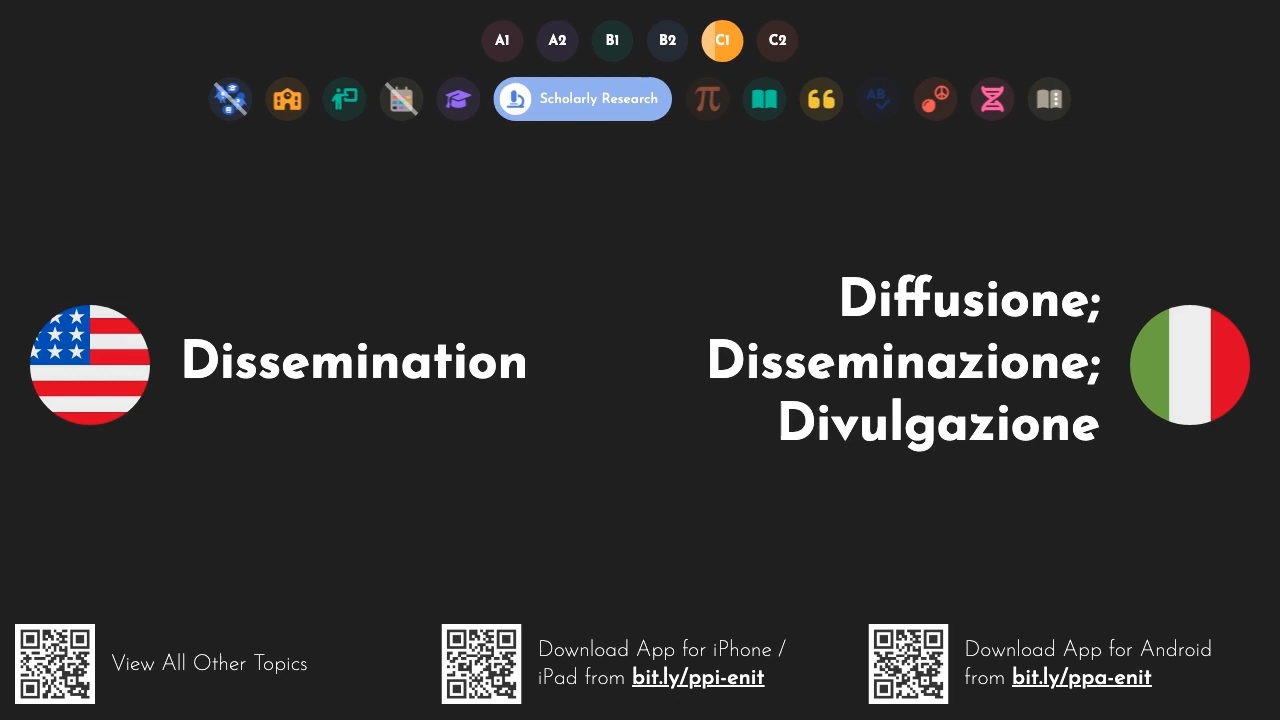 A1 A2 B1 B2 C1 C2
Scholarly Research
Dissemination
Diffusione;
Disseminazione;
Divulgazione
View All Other Topics
Download App for iPhone /
iPad from bit.ly/ppi-enit
Download App for Android
from bit.ly/ppa-enit